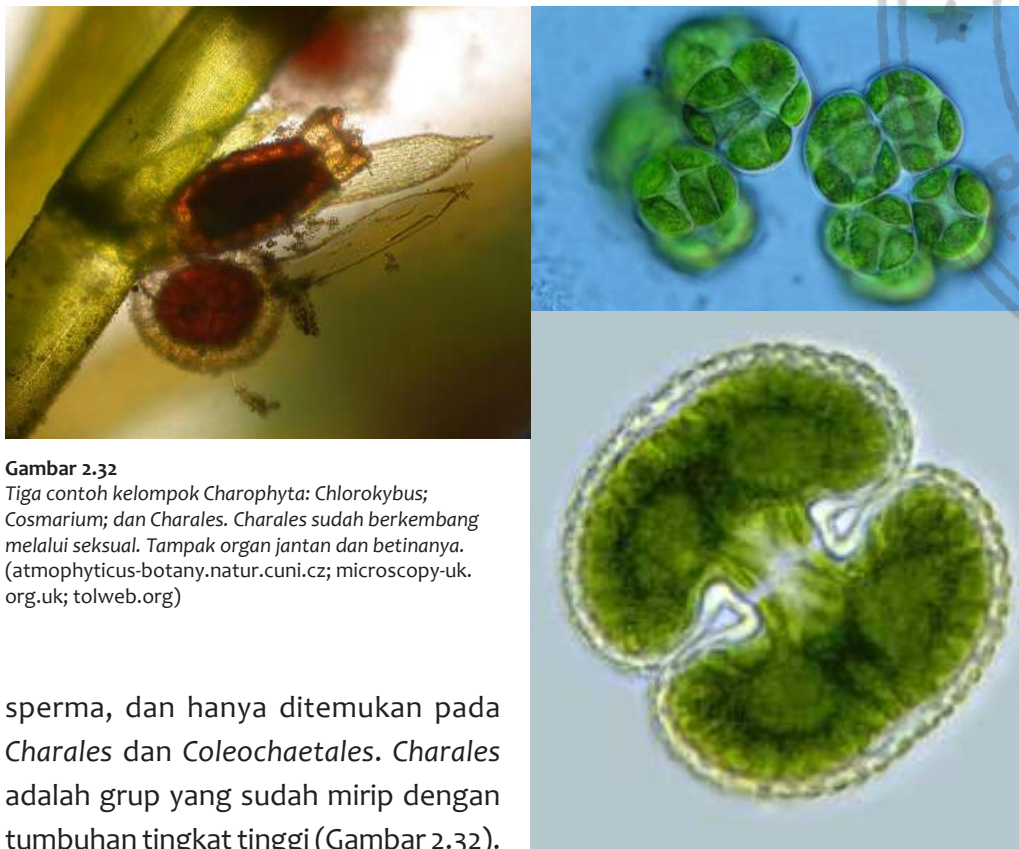 Gambar 2.32
Tiga contoh kelompok Charophyta: Chlorokybus;
Cosmarium; dan Charales. Charales sudah berkembang
melalui seksual. Tampak organ jantan dan betinanya.
(atmophyticus-botany.natur.cuni.cz; microscopy-uk.
org.uk; tolweb.org)
sperma, dan hanya ditemukan pada
Charales dan Coleochaetales. Charales
adalah grup yang sudah mirip dengan
tumbuhan tingkat tinggi (Gambar 2.32).